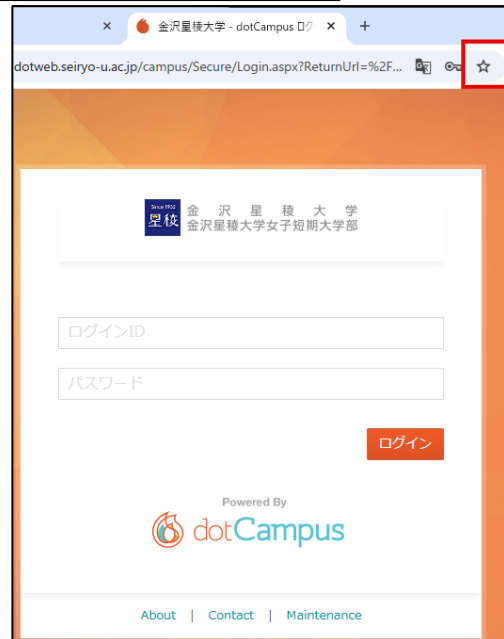 金沢星稜大学 - dotCampus ログ
dotweb.seiryo-u.ac.jp/campus/Secure/Login.aspx?ReturnUrl=%2F...
Since 1932
星稜
金沢星稜大学
金沢星稜大学女子短期大学部
ログインID
パスワード
ログイン
Powered By
dotCampus
About | Contact | Maintenance